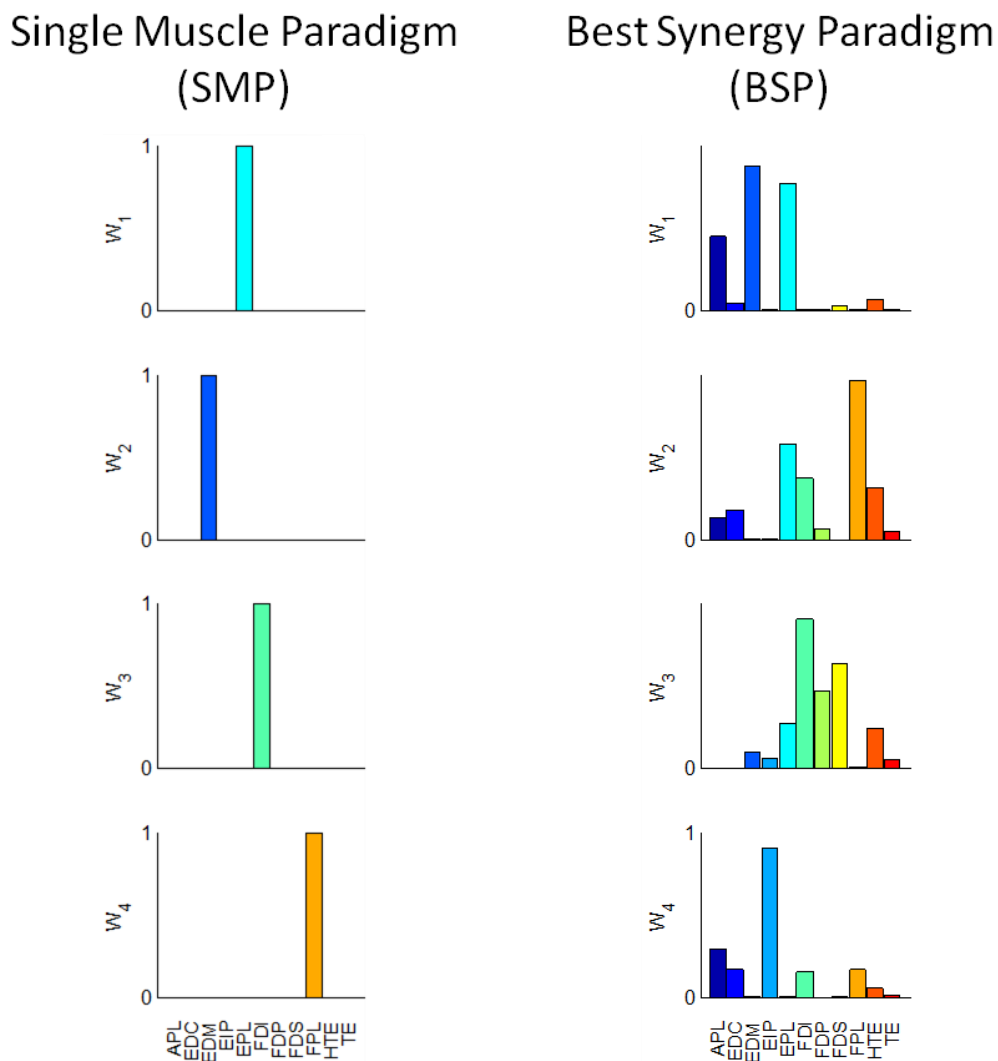 Single Muscle Paradigm
(SMP)
Best Synergy Paradigm
(BSP)
1
W1
0
W1
0
1
W2
0
W2
0
1
W3
0
W3
0
1
W4
0
1
W4
0
APL
EDC
EDM
EIP
EPL
FDI
FDP
FDS
FPL
HTE
TE
APL
EDC
EDM
EIP
EPL
FDI
FDP
FDS
FPL
HTE
TE